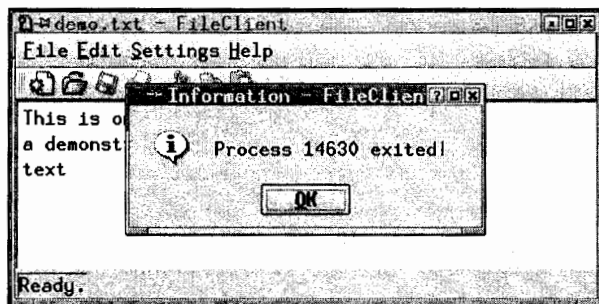 demo.txt - FileClient
File Edit Settings Help
Information - FileClien
This is
a demonst
text
Process 14630 exited!
OK
Ready.